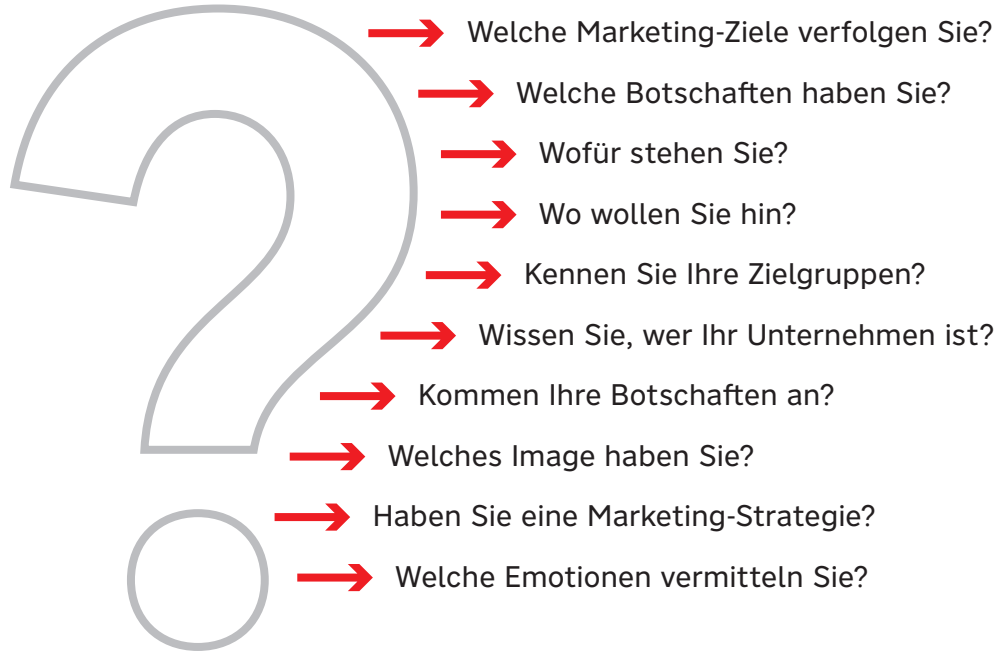 Welche Marketing-Ziele verfolgen Sie?
Welche Botschaften haben Sie?
Wofür stehen Sie?
Wo wollen Sie hin?
Kennen Sie Ihre Zielgruppen?
Wissen Sie, wer Ihr Unternehmen ist?
Kommen Ihre Botschaften an?
Welches Image haben Sie?
Haben Sie eine Marketing-Strategie?
Welche Emotionen vermitteln Sie?